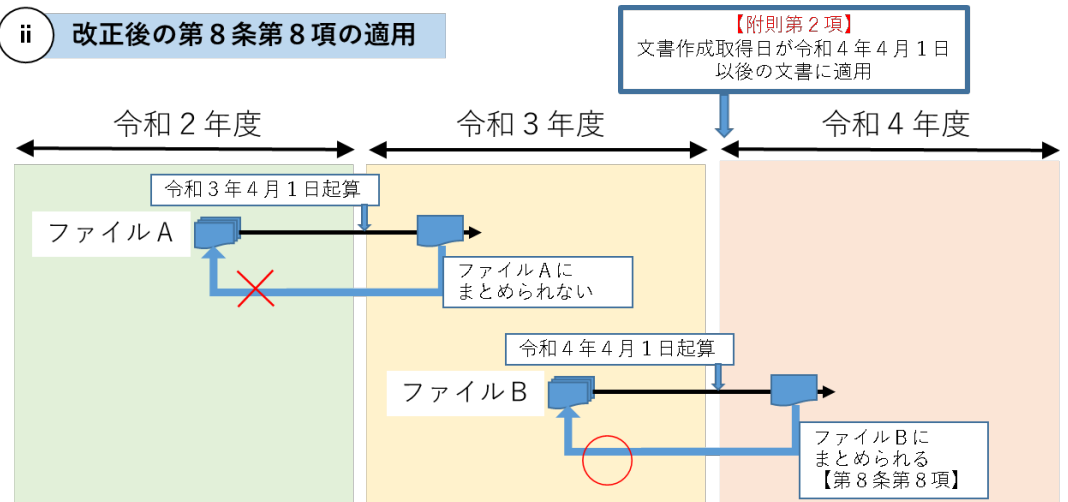 ⅱ 改正後の第８条第８項の適用
【附則第２項】
文書作成取得日が令和４年４月１日
以後の文書に適用
令和２年度
令和３年度
令和４年度
令和３年４月１日起算
ファイルＡ
ファイルＡに
まとめられない
令和４年４月１日起算
ファイルＢ
ファイルＢに
まとめられる
【第８条第８項】